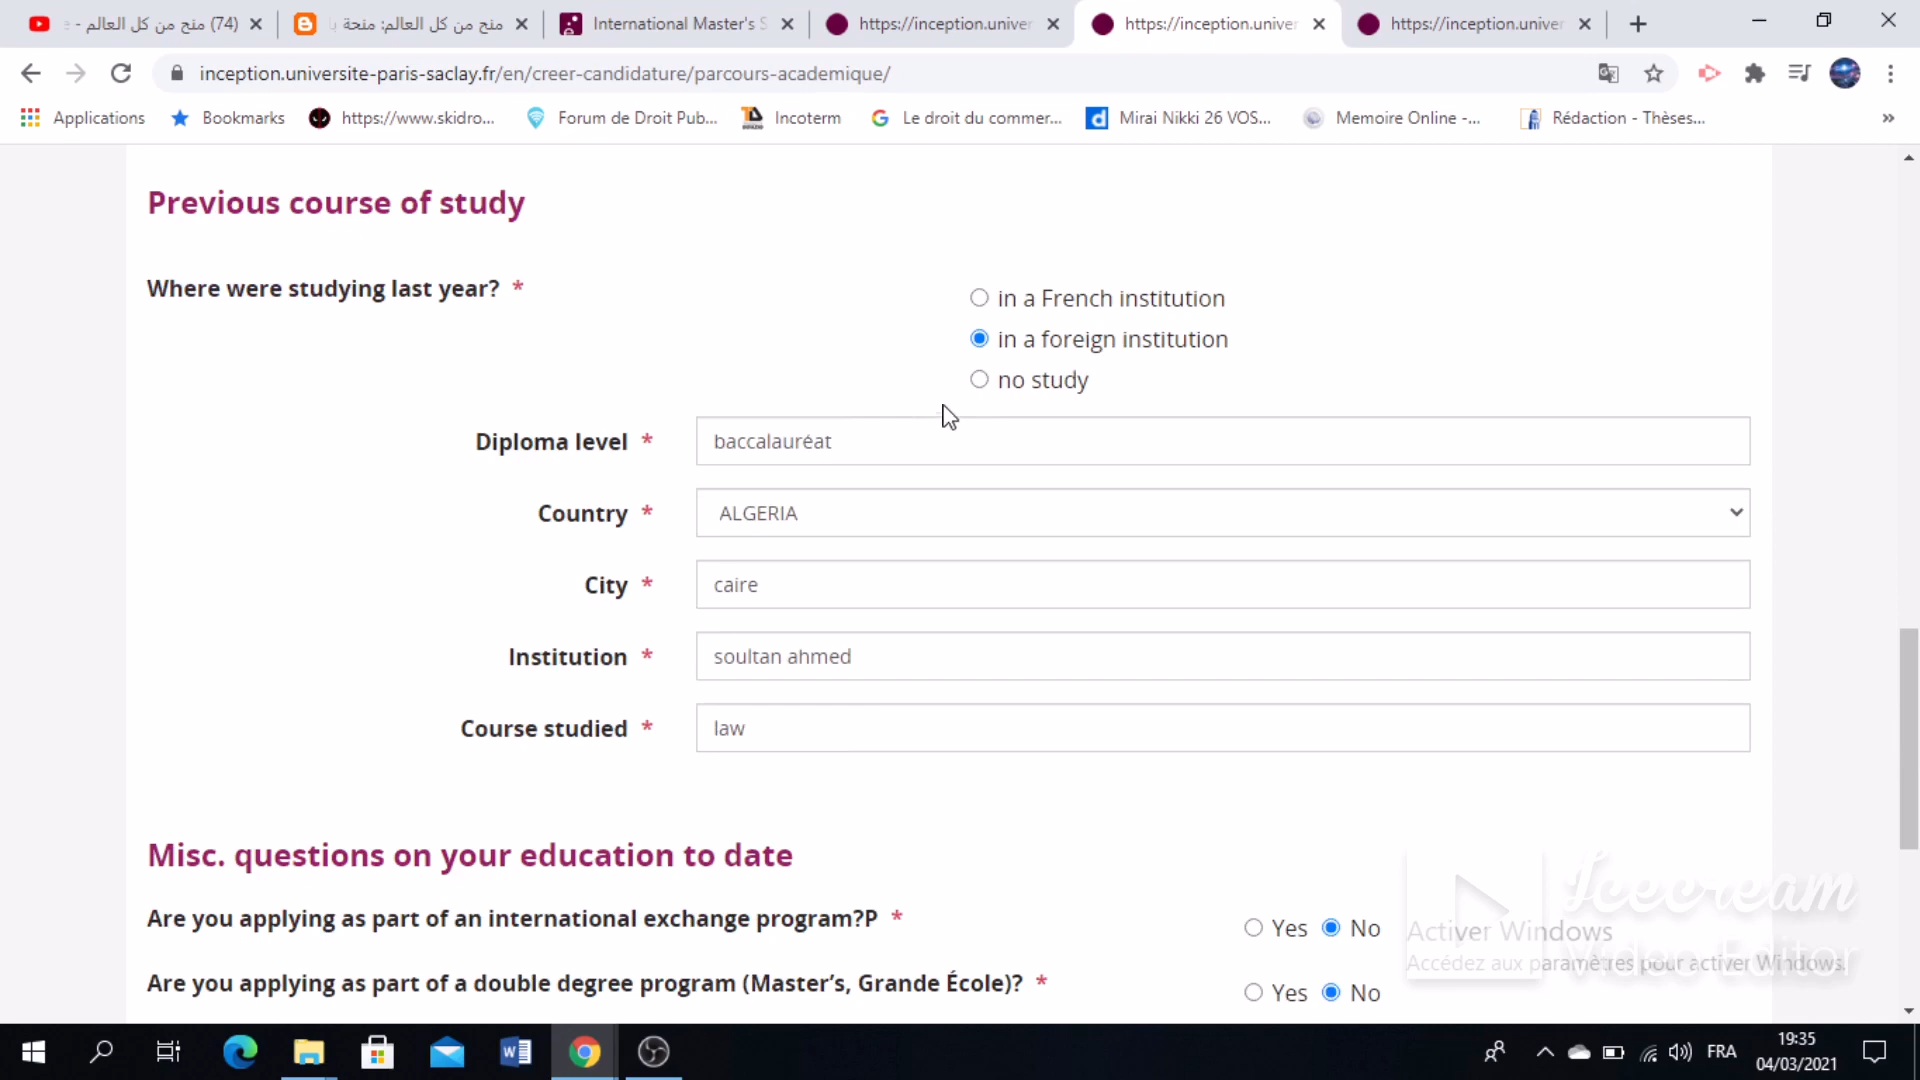 (74) منح من كل العالم -
منح من كل العالم: منحة با
International Master's S
https://inception.univer
https://inception.univer
https://inception.univer
inception.universite-paris-saclay.fr/en/creer-candidature/parcours-academique/
Applications
Bookmarks
https://www.skidro...
Forum de Droit Pub...
Incoterm
Le droit du commer...
Mirai Nikki 26 VOS...
Memoire Online -...
Rédaction - Thèses...
»
Previous course of study
Where were studying last year? *
in a French institution
in a foreign institution
no study
Diploma level * baccalauréat
Country * ALGERIA
City * caire
Institution * soultan ahmed
Course studied * law
Misc. questions on your education to date
Are you applying as part of an international exchange program?P * Yes No
Are you applying as part of a double degree program (Master’s, Grande École)? * Yes No
Icecream
Video Editor
Activer Windows
Accédez aux paramètres pour activer Windows.
FRA
19:35
04/03/2021